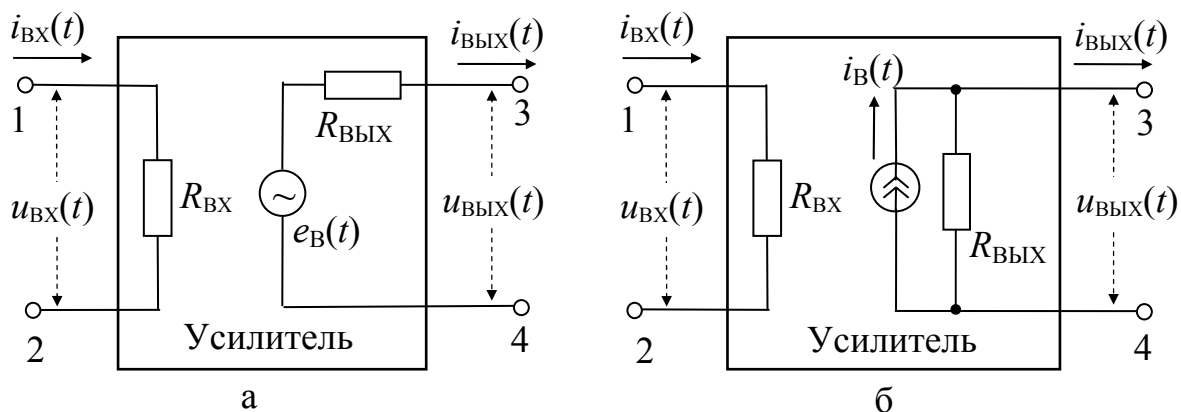 iВХ(t)
iВЫХ(t)
1
3
RВЫХ
RВХ
uВХ(t)
uВЫХ(t)
~
eВ(t)
2
4
Усилитель
а
iВХ(t)
iВЫХ(t)
iВ(t)
1
3
RВХ
uВХ(t)
uВЫХ(t)
RВЫХ
2
4
Усилитель
б